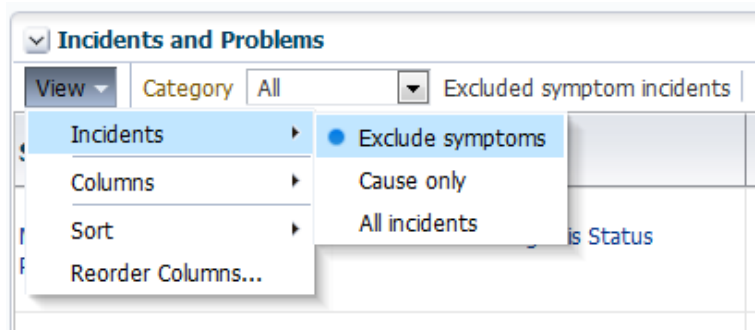 Incidents and Problems
View Category All Excluded symptom incidents
Incidents
Exclude symptoms
Columns
Cause only
Sort
All incidents
is Status
Reorder Columns...